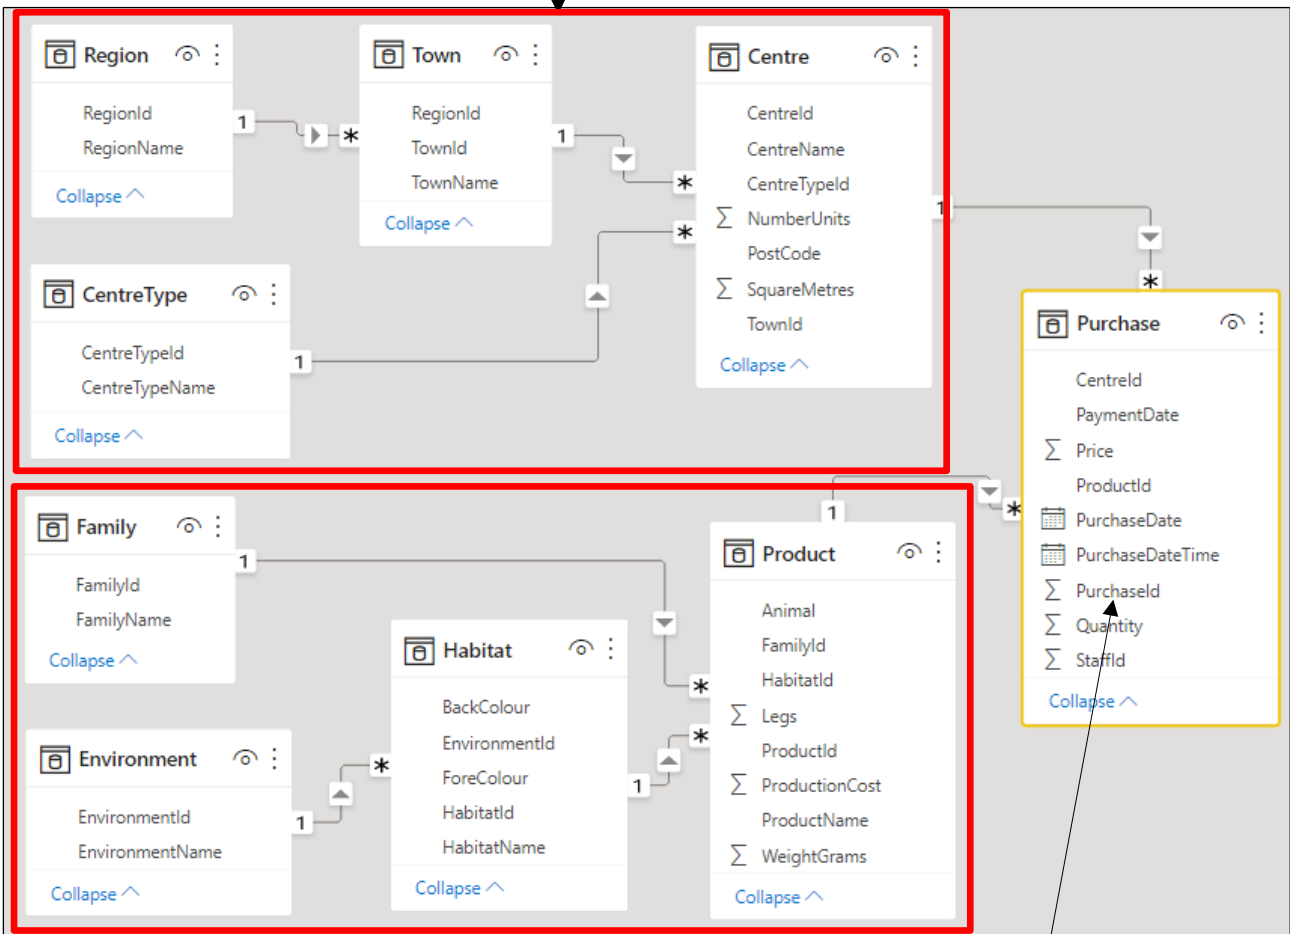 Region
RegionId
RegionName
Collapse
1
*
Town
RegionId
TownId
TownName
Collapse
1
*
Centre
CentreId
CentreName
CentreTypeId
NumberUnits
PostCode
SquareMetres
TownId
Collapse
1
*
CentreType
CentreTypeId
CentreTypeName
Collapse
1
*
Purchase
CentreId
PaymentDate
Price
ProductId
PurchaseDate
PurchaseDateTime
PurchaseId
Quantity
StaffId
Collapse
Family
FamilyId
FamilyName
Collapse
1
*
Environment
EnvironmentId
EnvironmentName
Collapse
1
*
Habitat
BackColour
EnvironmentId
ForeColour
HabitatId
HabitatName
Collapse
1
*
Product
Animal
FamilyId
HabitatId
Legs
ProductId
ProductionCost
ProductName
WeightGrams
Collapse
1
*